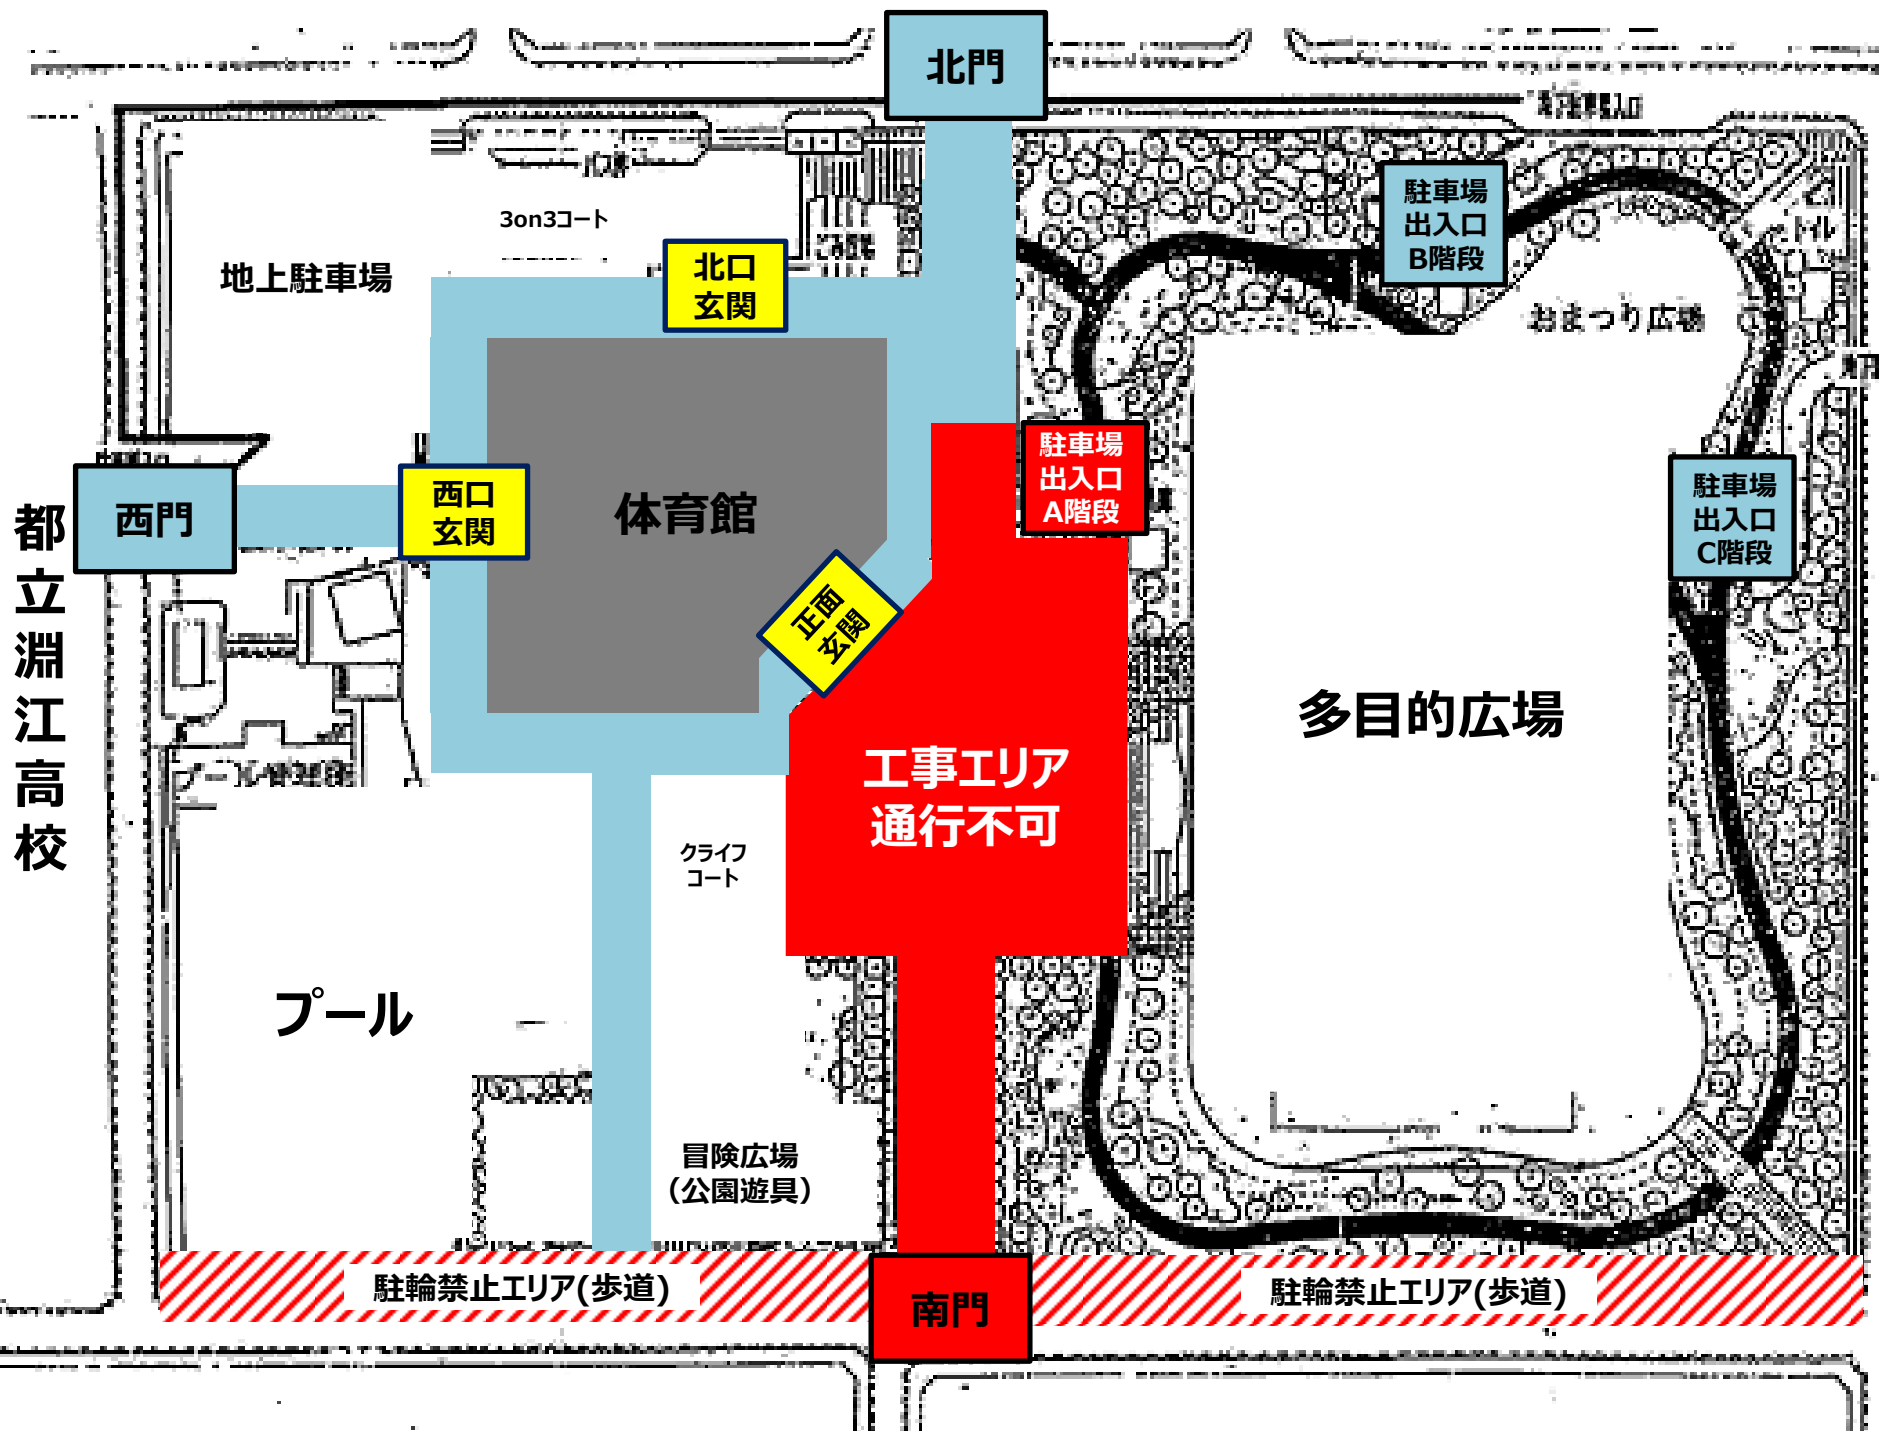 北門
3on3コート
地上駐車場
北口
玄関
駐車場
出入口
B階段
おまつり広場
駐車場
出入口
A階段
駐車場
出入口
C階段
西門
西口
玄関
体育館
正面
玄関
都立淵江高校
多目的広場
工事エリア
通行不可
クライフ
コート
プール
冒険広場
(公園遊具)
駐輪禁止エリア(歩道)
南門
駐輪禁止エリア(歩道)